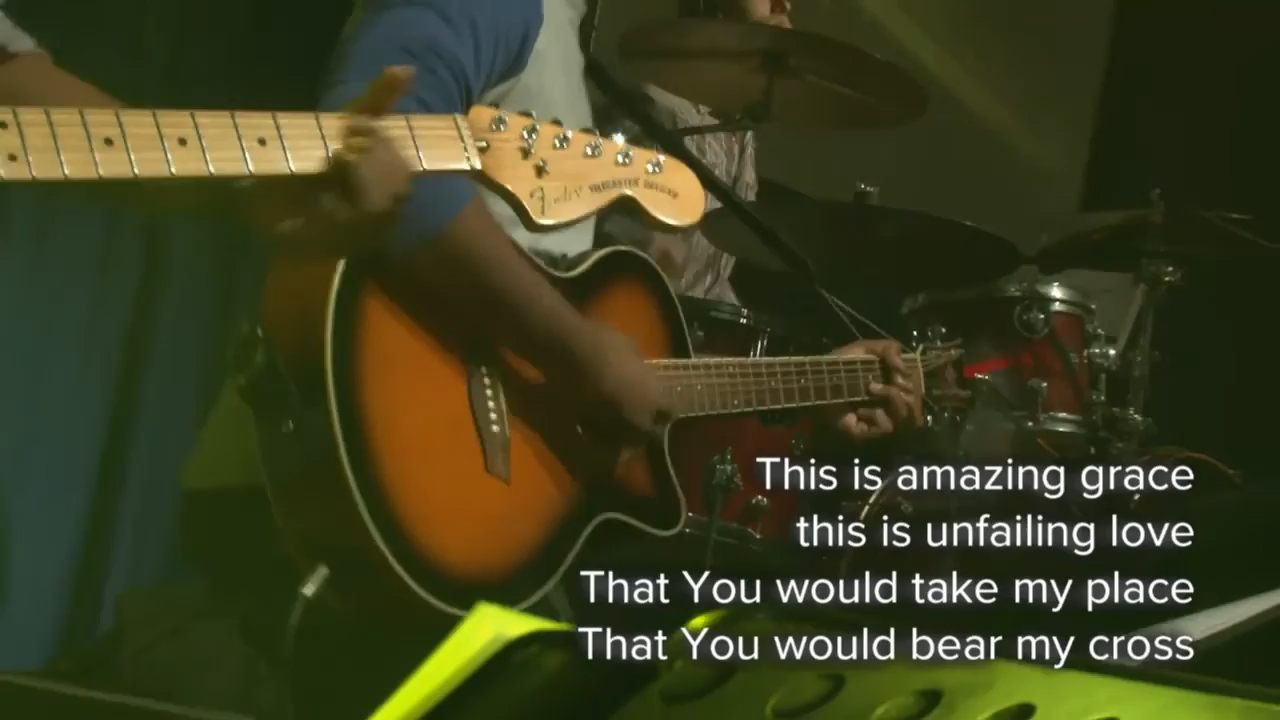 Fender
This is amazing grace
this is unfailing love
That You would take my place
That You would bear my cross